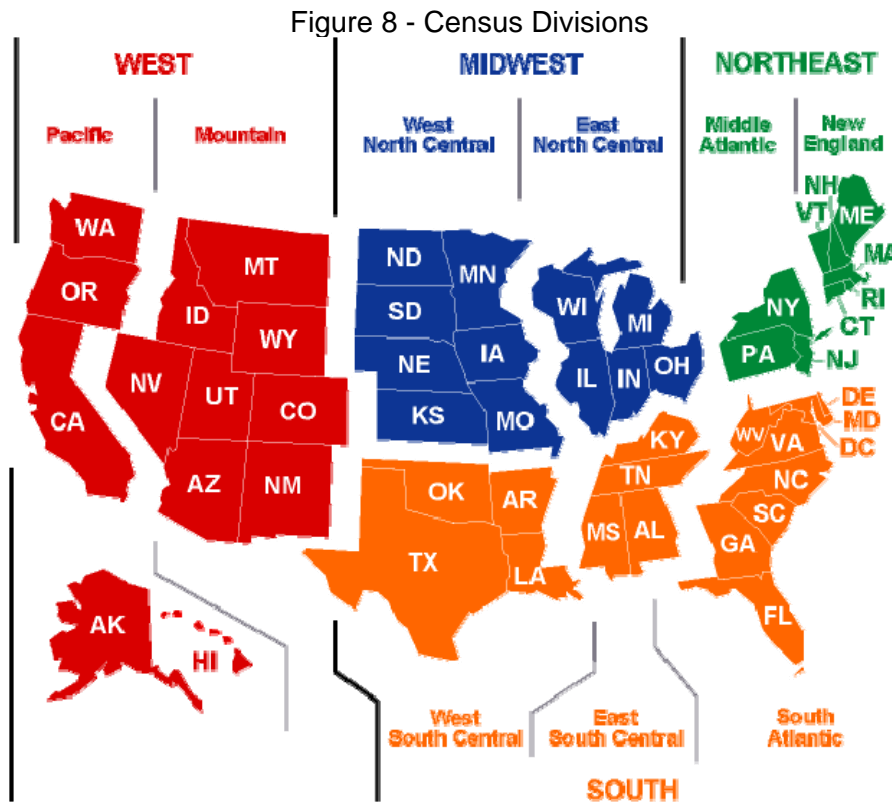 Figure 8 - Census Divisions
WEST
MIDWEST
NORTHEAST
Pacific
Mountain
West
North Central
East
North Central
Middle
Atlantic
New
England
WA
OR
CA
MT
ID
WY
NV
UT
CO
AZ
NM
AK
HI
ND
SD
NE
KS
MN
IA
MO
WI
MI
IL
IN
OH
NH
VT
ME
MA
RI
CT
NY
PA
NJ
OK
AR
TX
LA
KY
TN
MS
AL
DE
MD
DC
WV
VA
NC
SC
GA
FL
West
South Central
East
South Central
South
Atlantic
SOUTH